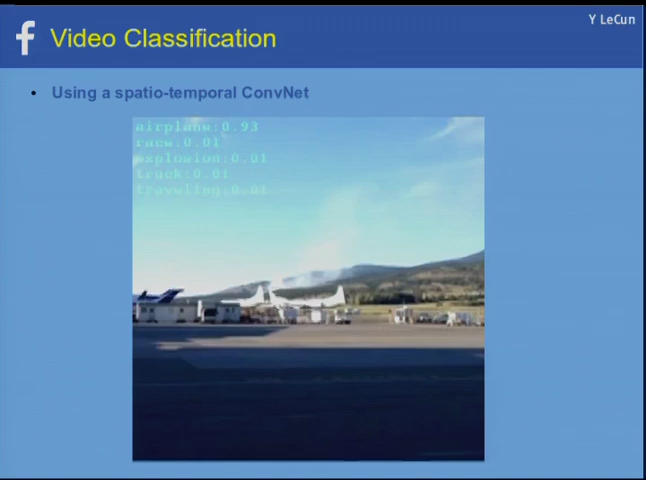 Y LeCun
f Video Classification
• Using a spatio-temporal ConvNet
airplane:0.93
race:0.01
explosion:0.01
truck:0.01
traveling:0.01